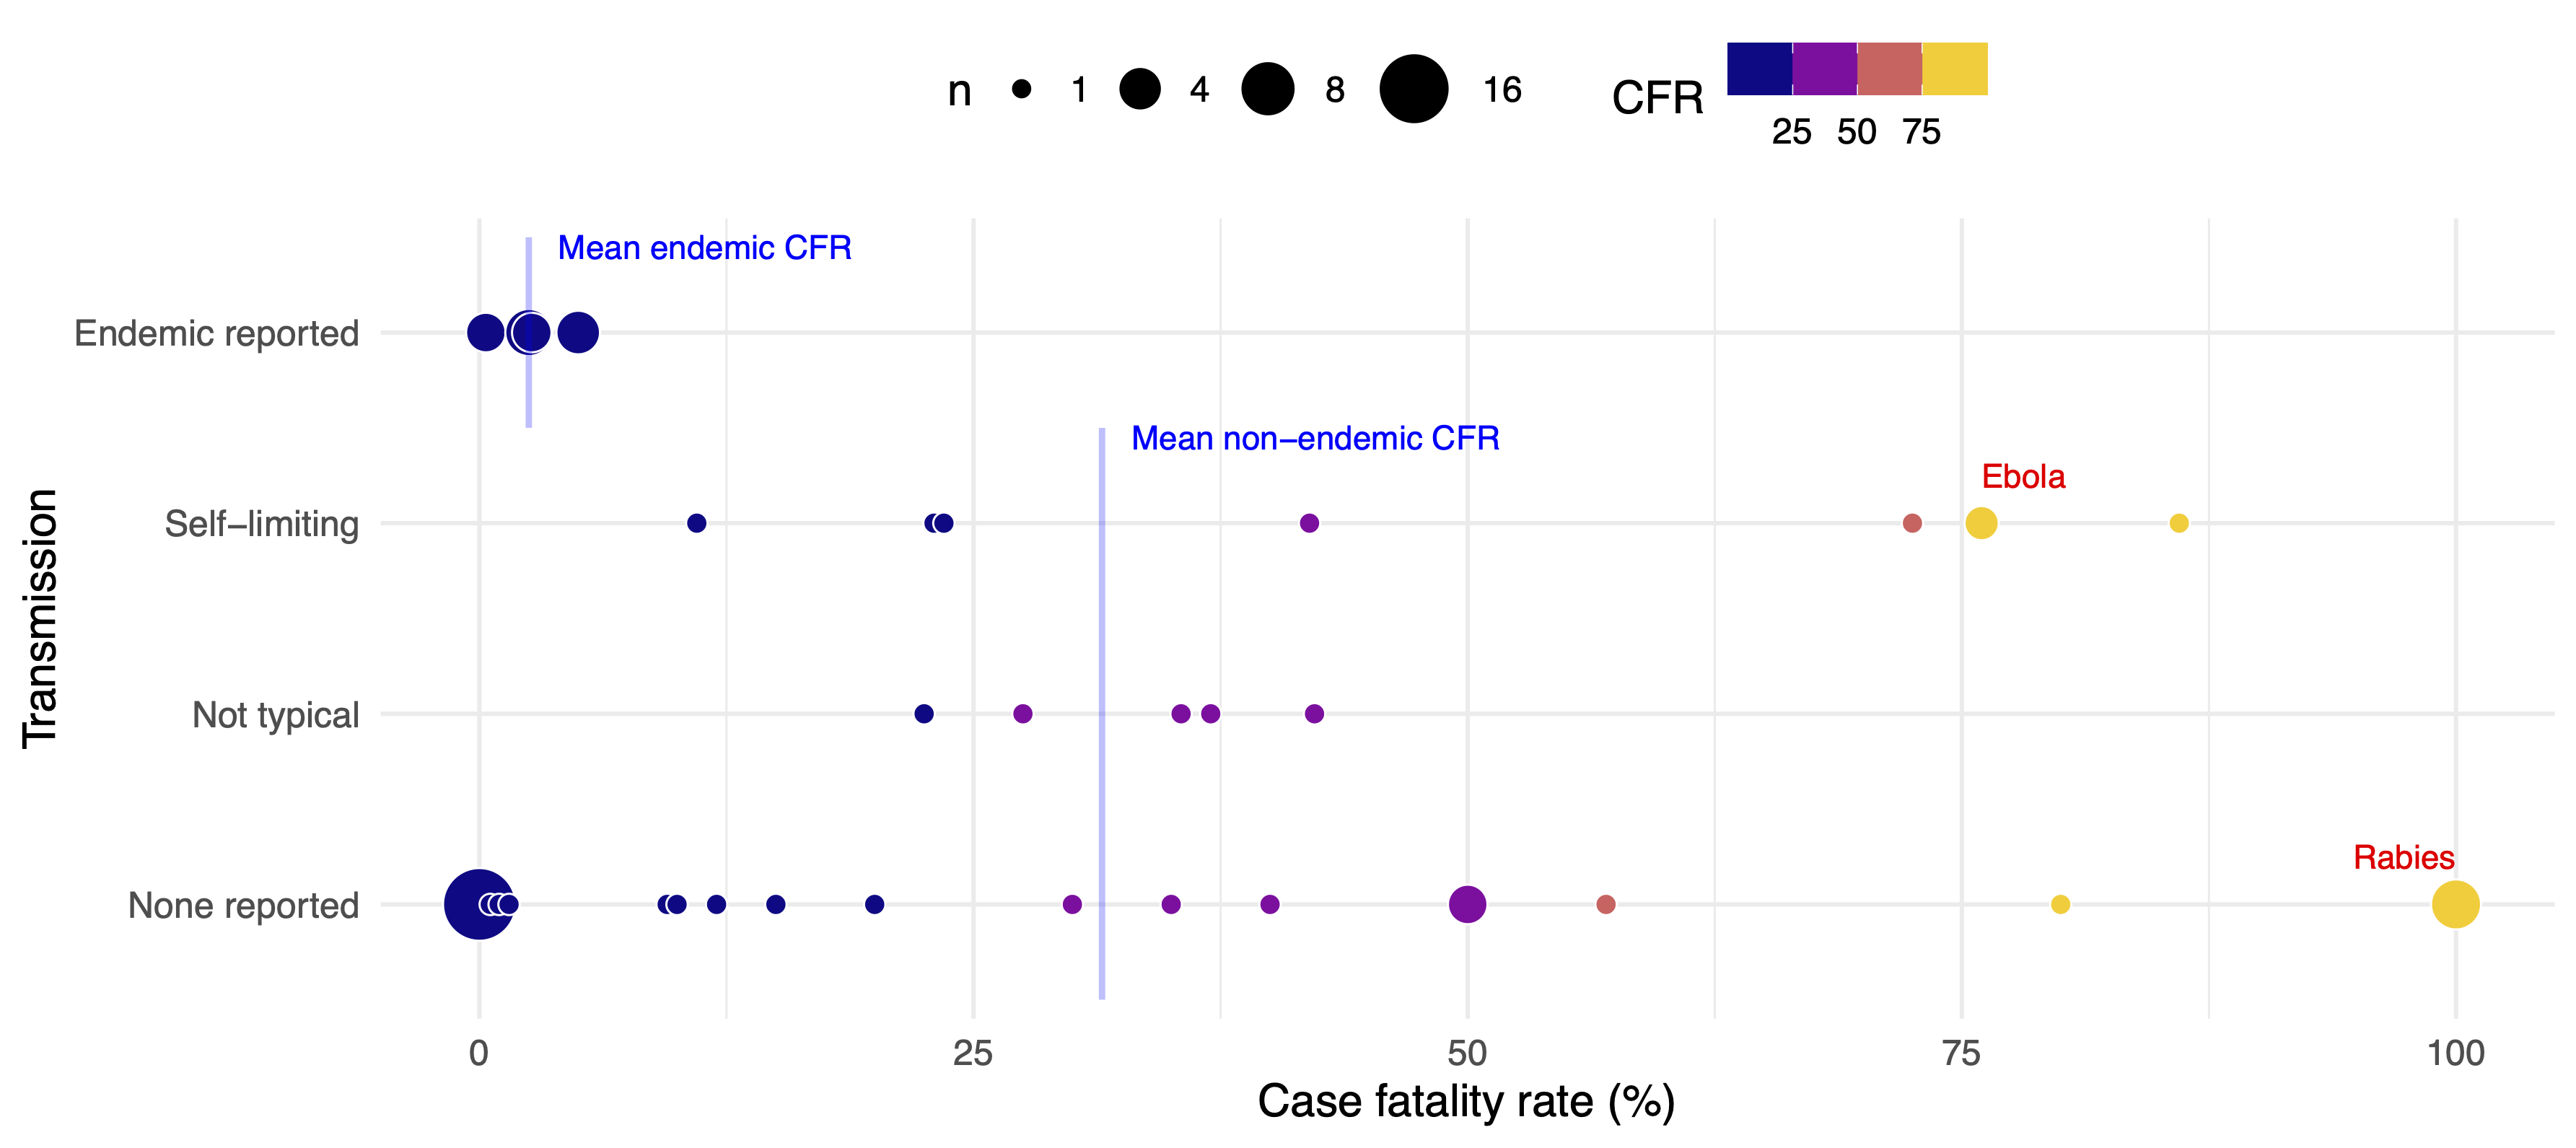 n 1 4 8 16 CFR
25 50 75
Mean endemic CFR
Endemic reported
Mean non−endemic CFR
Ebola
Self−limiting
Transmission
Not typical
Rabies
None reported
0 25 50 75 100
Case fatality rate (%)